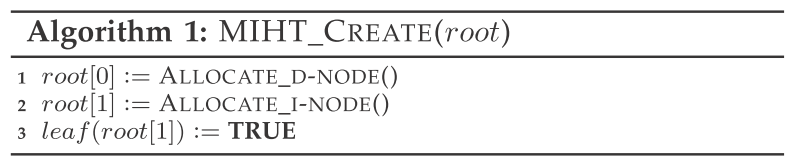 Algorithm 1: MIHT_CREATE(root)
1 root[0] := ALLOCATE_D-NODE()
2 root[1] := ALLOCATE_I-NODE()
3 leaf(root[1]) := TRUE